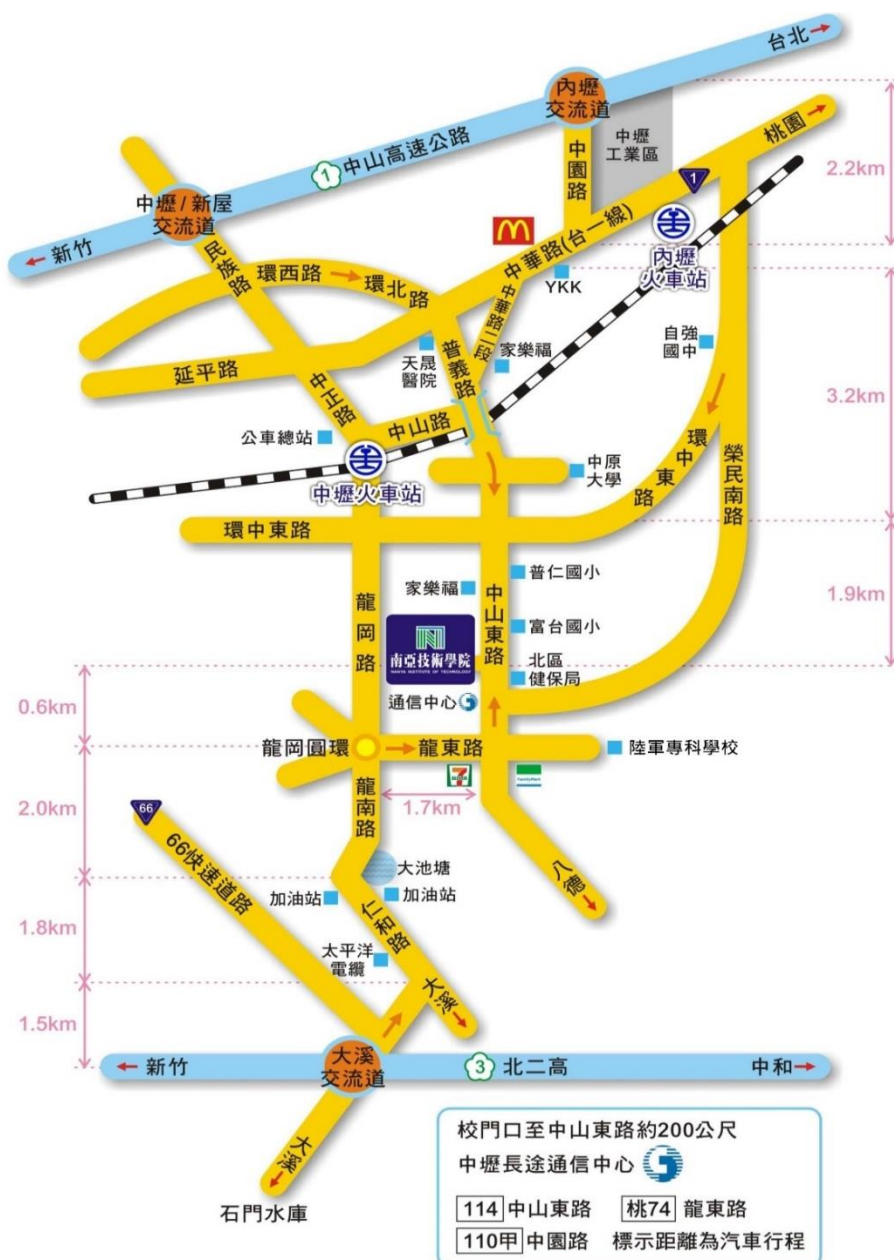 台北
內壢
交流道
中壢
工業區
桃園
2.2km
中園路
1
中山高速公路
1
中壢/新屋
交流道
新竹
民族路
環西路
環北路
中華路(台一線)
內壢
火車站
YKK
中華路二段
自強
國中
天晟
醫院
普義路
家樂福
延平路
中正路
3.2km
公車總站
中山路
中壢火車站
中原
大學
環中東路
榮民南路
環中東路
龍岡路
家樂福
中山東路
普仁國小
1.9km
富台國小
南亞技術學院
NANYA INSTITUTE OF TECHNOLOGY
北區
健保局
通信中心
0.6km
龍岡圓環
龍東路
陸軍專科學校
7
ELEVEN
FamilyMart
1.7km
龍南路
2.0km
66
66快速道路
大池塘
加油站
加油站
八德
仁和路
1.8km
太平洋
電纜
大溪
1.5km
新竹
大溪
交流道
3
北二高
中和
大溪
石門水庫
校門口至中山東路約200公尺
中壢長途通信中心
114 中山東路 桃74 龍東路
110甲 中園路 標示距離為汽車行程